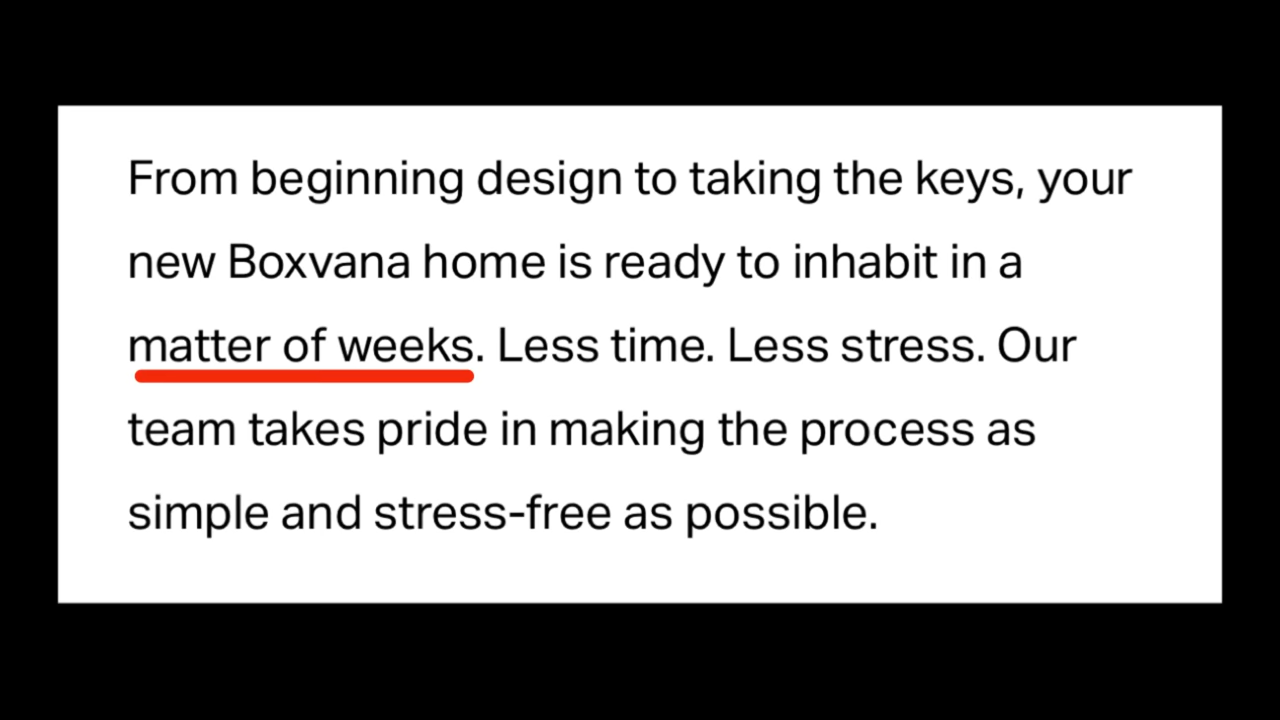 From beginning design to taking the keys, your
new Boxvana home is ready to inhabit in a
matter of weeks. Less time. Less stress. Our
team takes pride in making the process as
simple and stress-free as possible.